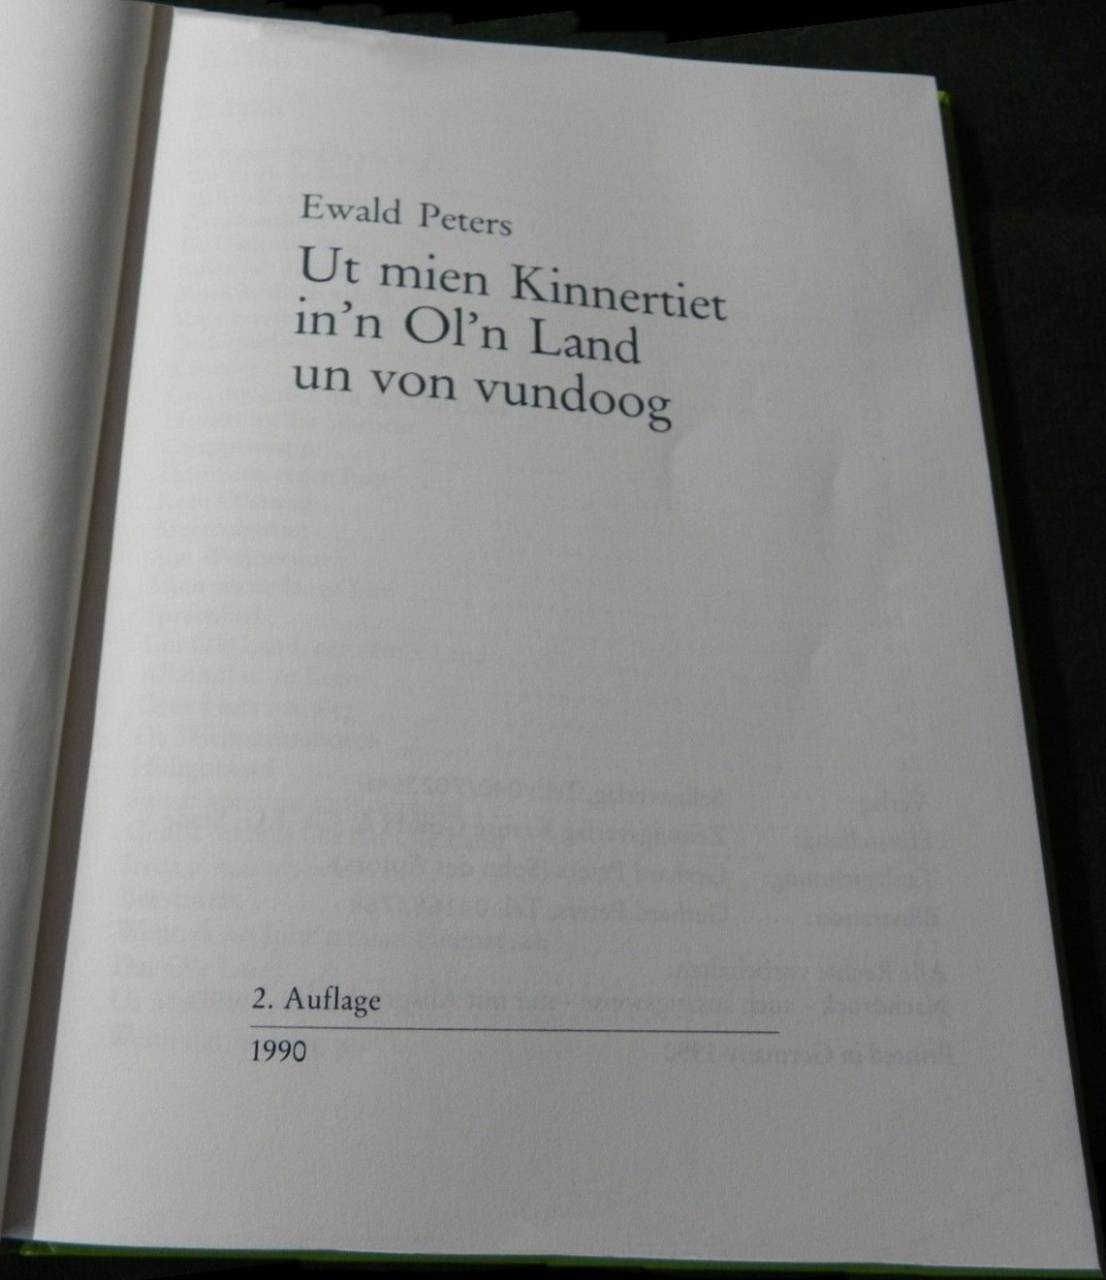 Ewald Peters
Ut mien Kinnertiet
in'n Ol'n Land
un von vundoog
2. Auflage
1990